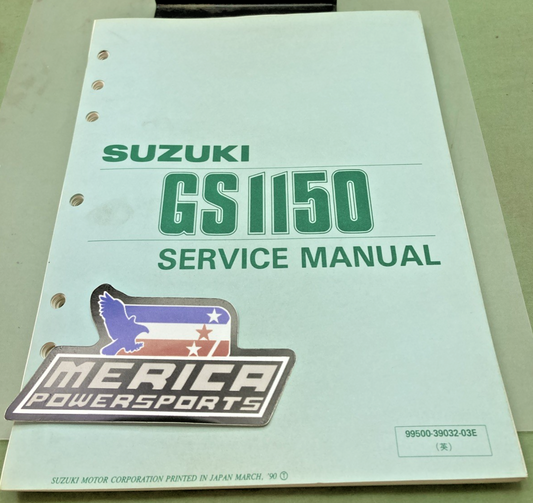 SUZUKI
GS1150
SERVICE MANUAL
MERICA
POWERSPORTS
99500-39032-03E
(英)
SUZUKI MOTOR CORPORATION PRINTED IN JAPAN MARCH, '90 Ⓣ